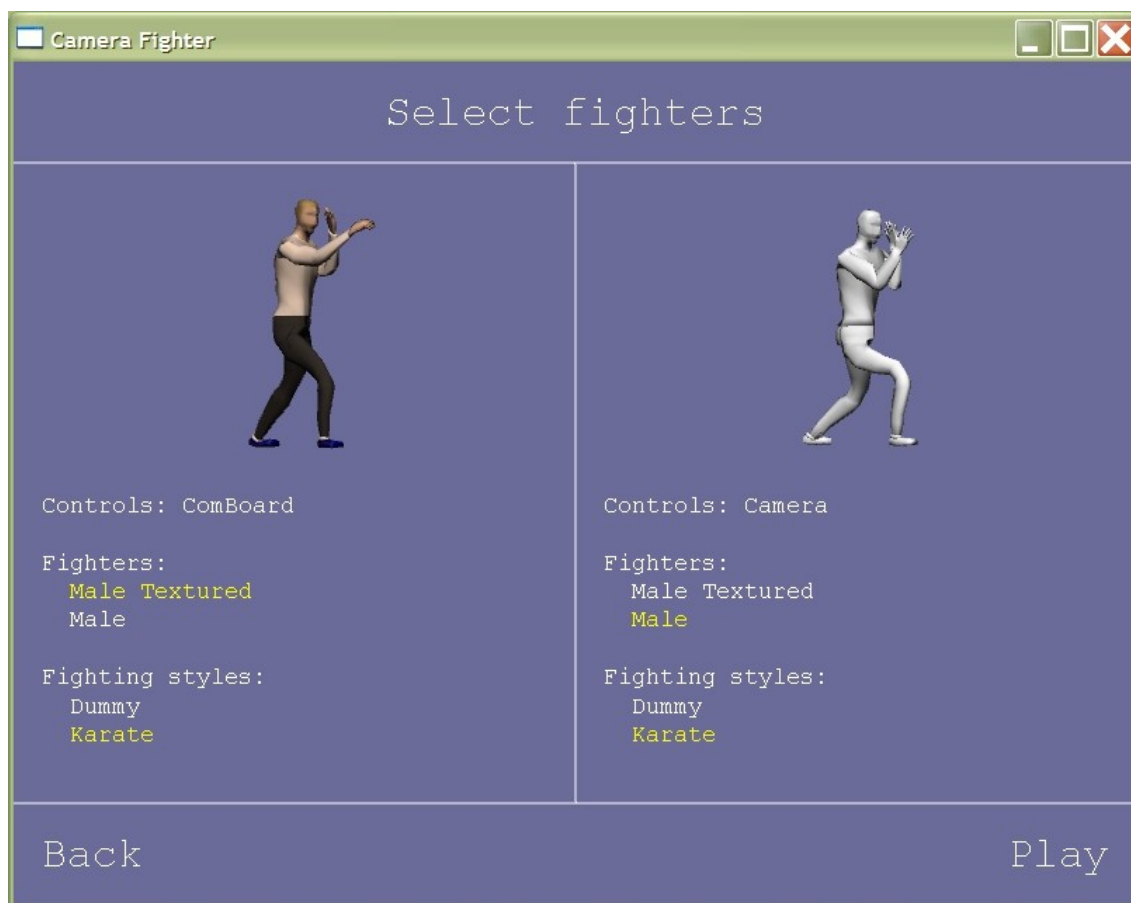 Camera Fighter
Select fighters
Controls: ComBoard
Fighters:
Male Textured
Male
Fighting styles:
Dummy
Karate
Controls: Camera
Fighters:
Male Textured
Male
Fighting styles:
Dummy
Karate
Back
Play